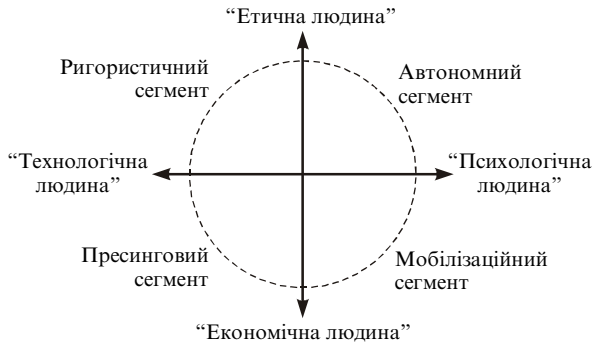 “Етична людина”
Ригористичний
сегмент
Автономний
сегмент
“Технологічна
людина”
“Психологічна
людина”
Пресинговий
сегмент
Мобілізаційний
сегмент
“Економічна людина”